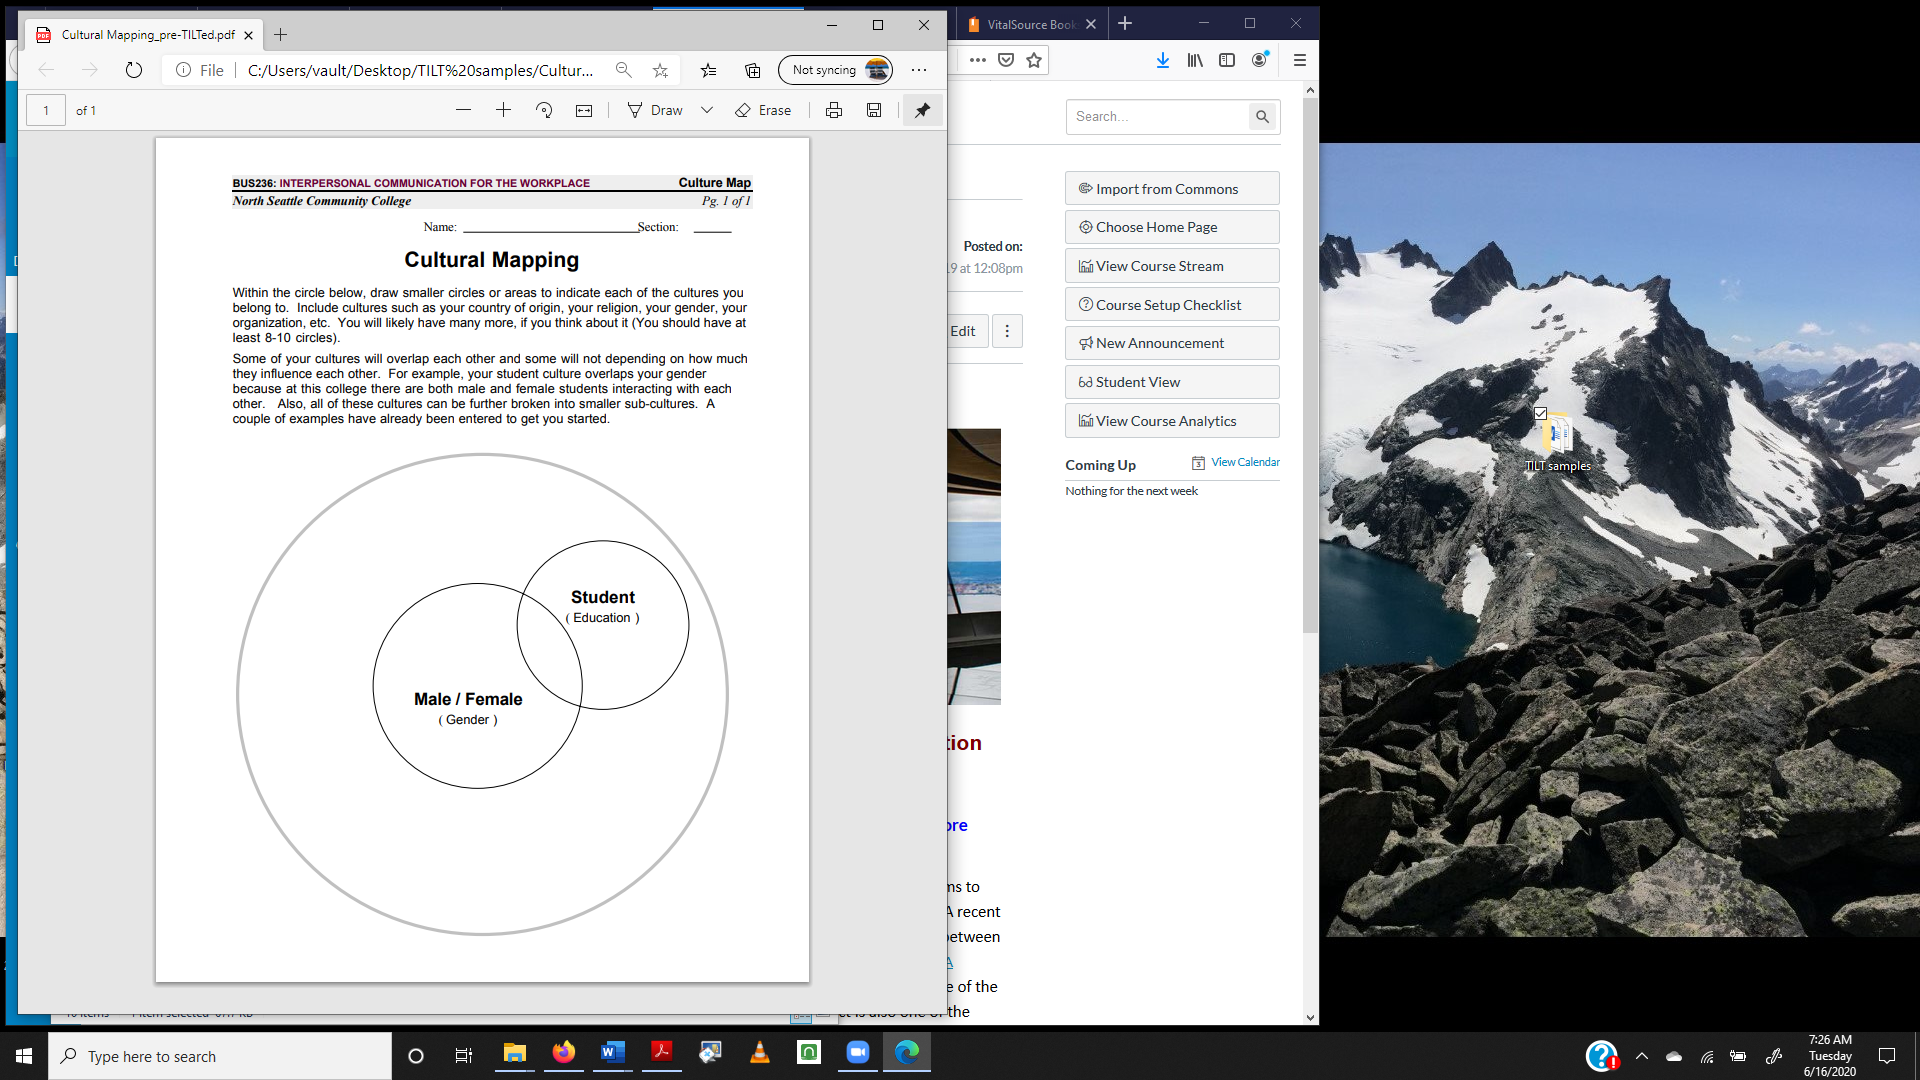 Cultural Mapping_pre-TILTed.pdf
VitalSource Book
File
C:/Users/vault/Desktop/TILT%20samples/Cultur...
Not syncing
1 of 1
Draw
Erase
BUS236: INTERPERSONAL COMMUNICATION FOR THE WORKPLACE Culture Map
North Seattle Community College Pg. 1 of 1
Name: Section:
Cultural Mapping
Within the circle below, draw smaller circles or areas to indicate each of the cultures you
belong to. Include cultures such as your country of origin, your religion, your gender, your
organization, etc. You will likely have many more, if you think about it (You should have at
least 8-10 circles).
Some of your cultures will overlap each other and some will not depending on how much
they influence each other. For example, your student culture overlaps your gender
because at this college there are both male and female students interacting with each
other. Also, all of these cultures can be further broken into smaller sub-cultures. A
couple of examples have already been entered to get you started.
Student
( Education )
Male / Female
( Gender )
Search...
Import from Commons
Choose Home Page
View Course Stream
Course Setup Checklist
New Announcement
Student View
View Course Analytics
Coming Up
3
View Calendar
Nothing for the next week
Posted on:
19 at 12:08pm
Edit
tion
ore
ms to
A recent
between
A
e of the
the
TILT samples
Type here to search
7:26 AM
Tuesday
6/16/2020